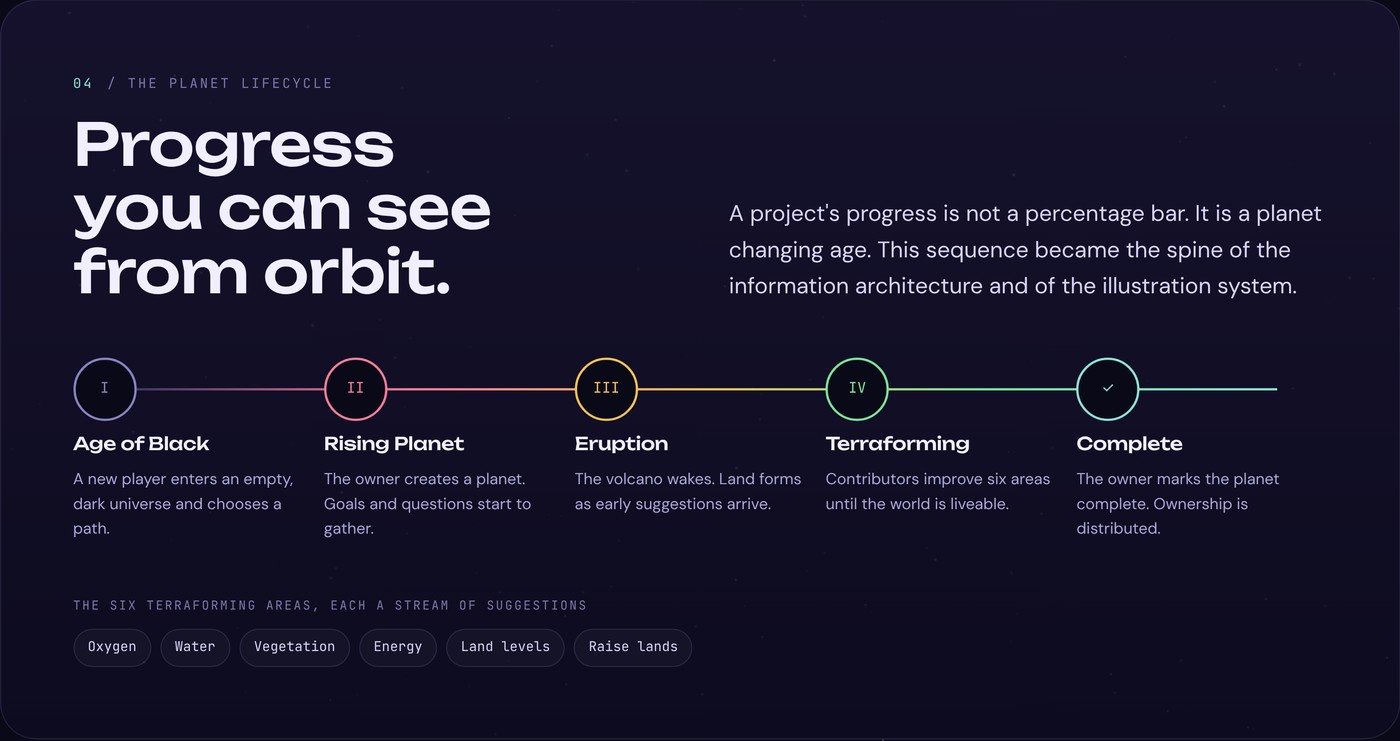 04 / THE PLANET LIFECYCLE
Progress
you can see
from orbit.
A project's progress is not a percentage bar. It is a planet
changing age. This sequence became the spine of the
information architecture and of the illustration system.
I
Age of Black
A new player enters an empty,
dark universe and chooses a
path.
II
Rising Planet
The owner creates a planet.
Goals and questions start to
gather.
III
Eruption
The volcano wakes. Land forms
as early suggestions arrive.
IV
Terraforming
Contributors improve six areas
until the world is liveable.
✓
Complete
The owner marks the planet
complete. Ownership is
distributed.
THE SIX TERRAFORMING AREAS, EACH A STREAM OF SUGGESTIONS
Oxygen
Water
Vegetation
Energy
Land levels
Raise lands